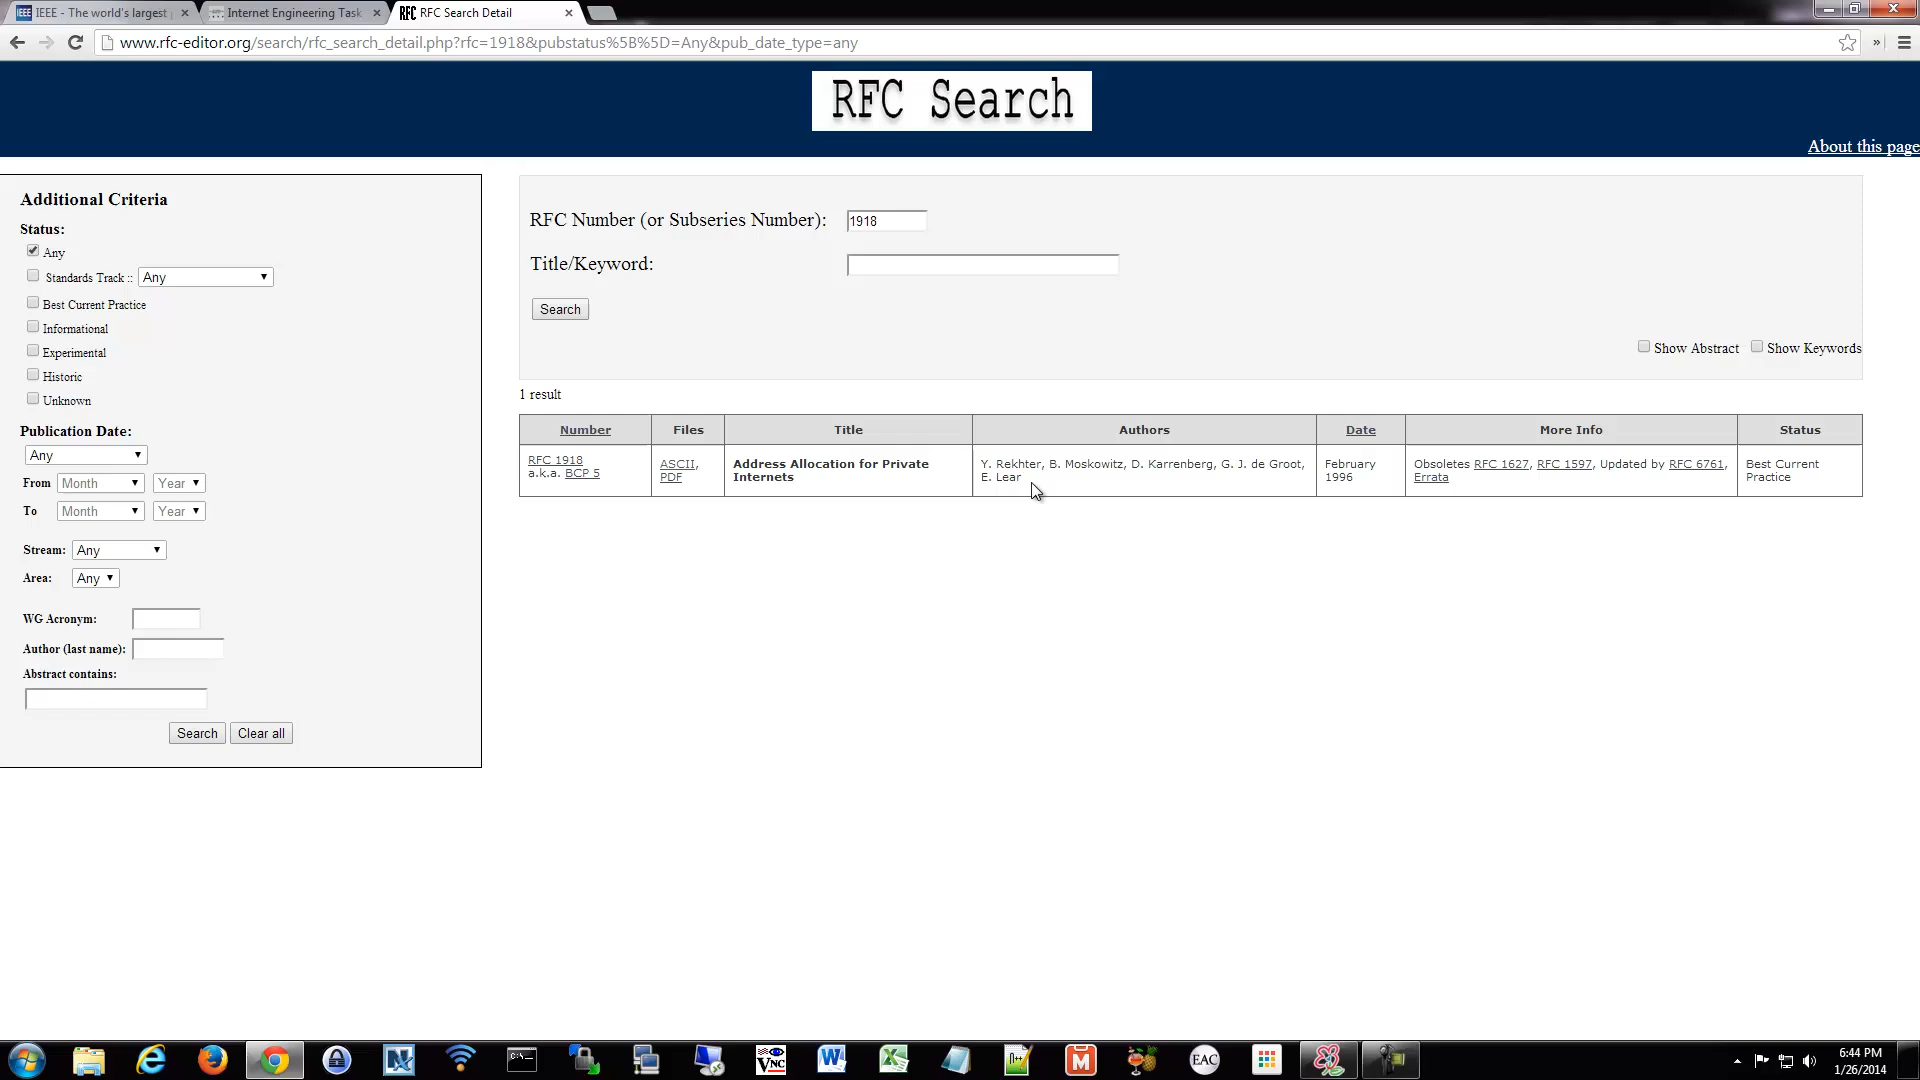 IEEE - The world's largest
Internet Engineering Task
RFC Search Detail
www.rfc-editor.org/search/rfc_search_detail.php?rfc=1918&pubstatus%5B%5D=Any&pub_date_type=any
RFC Search
About this page
Additional Criteria
Status:
Any
Standards Track :: Any
Best Current Practice
Informational
Experimental
Historic
Unknown
Publication Date:
Any
From Month Year
To Month Year
Stream: Any
Area: Any
WG Acronym:
Author (last name):
Abstract contains:
Search Clear all
RFC Number (or Subseries Number): 1918
Title/Keyword:
Search
Show Abstract Show Keywords
1 result
Number Files Title Authors Date More Info Status
RFC 1918 ASCII, Address Allocation for Private Y. Rekhter, B. Moskowitz, D. Karrenberg, G. J. de Groot, February Obsoletes RFC 1627, RFC 1597, Updated by RFC 6761, Best Current
a.k.a. BCP 5 PDF Internets E. Lear 1996 Errata Practice
6:44 PM
1/26/2014